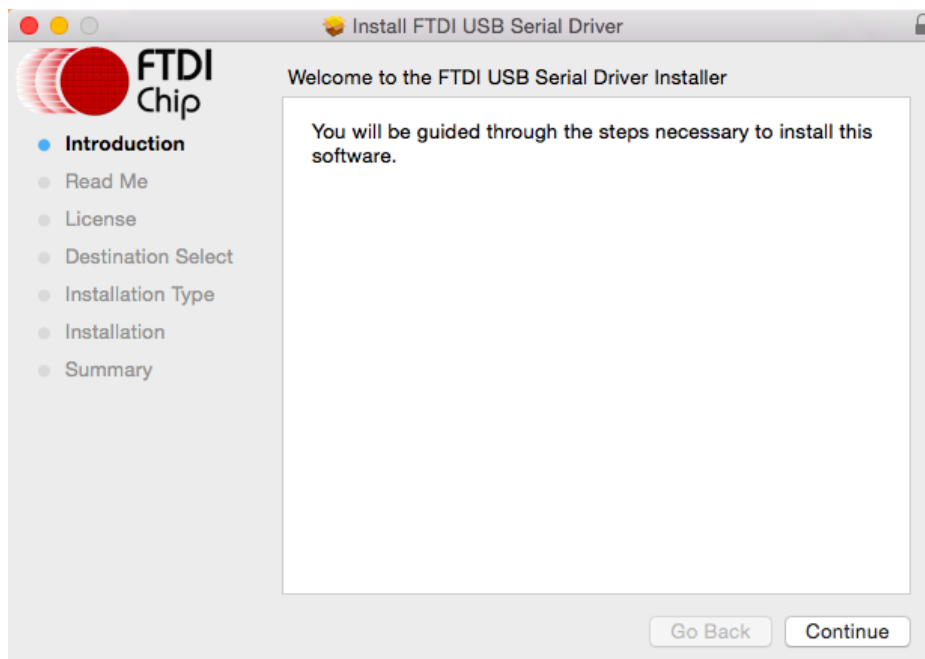 Install FTDI USB Serial Driver
FTDI
Chip
Welcome to the FTDI USB Serial Driver Installer
Introduction
Read Me
License
Destination Select
Installation Type
Installation
Summary
You will be guided through the steps necessary to install this
software.
Go Back
Continue